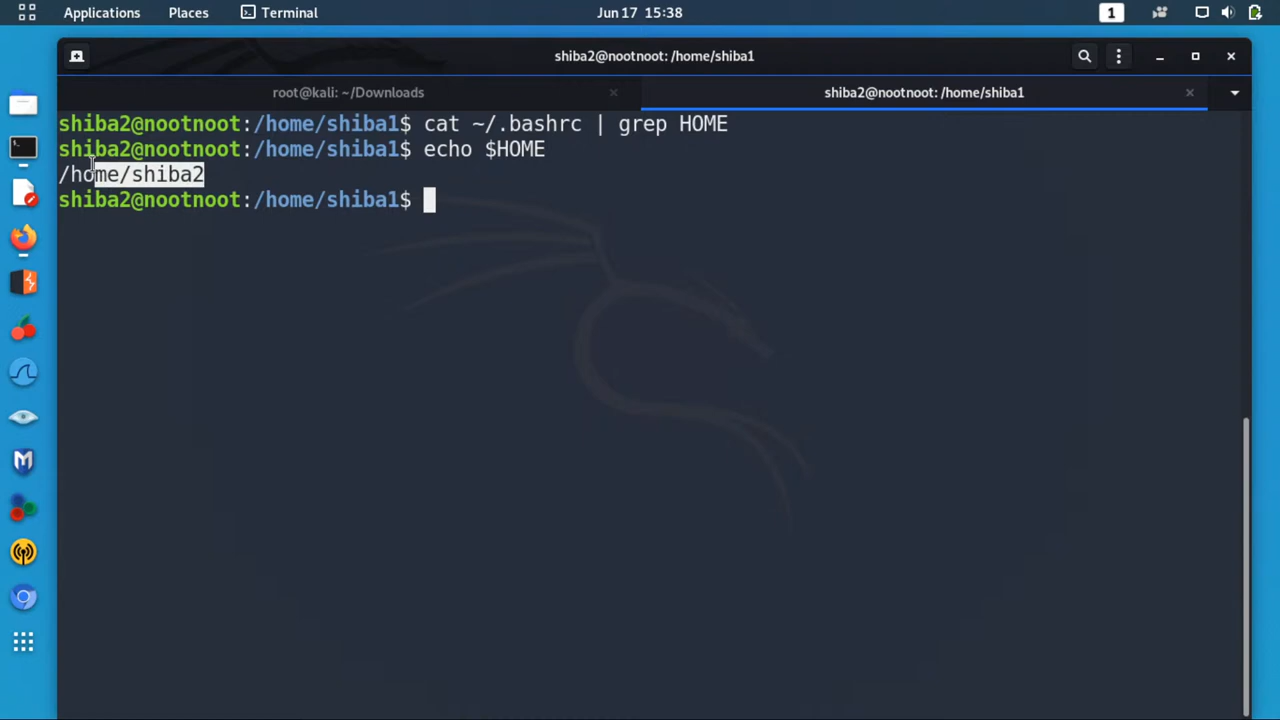 Applications Places Terminal Jun 17 15:38 1
shiba2@nootnoot: /home/shiba1
root@kali: ~/Downloads shiba2@nootnoot: /home/shiba1
shiba2@nootnoot:/home/shiba1$ cat ~/.bashrc | grep HOME
shiba2@nootnoot:/home/shiba1$ echo $HOME
/home/shiba2
shiba2@nootnoot:/home/shiba1$